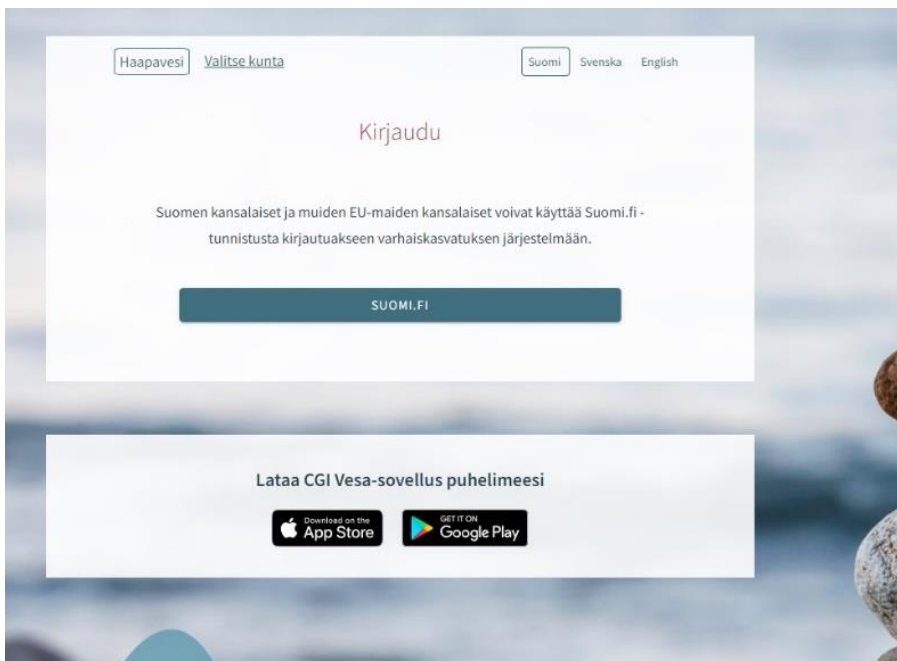 Haapavesi Valitse kunta Suomi Svenska English
Kirjaudu
Suomen kansalaiset ja muiden EU-maiden kansalaiset voivat käyttää Suomi.fi -
tunnistusta kirjautuakseen varhaiskasvatuksen järjestelmään.
SUOMI.FI
Lataa CGI Vesa-sovellus puhelimeesi
Download on the
App Store
GET IT ON
Google Play